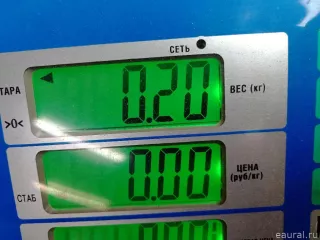 СЕТЬ
ТАРА
0.20
ВЕС (кг)
>0<
0.00
ЦЕНА
(руб/кг)
СТАБ
eaural.ru